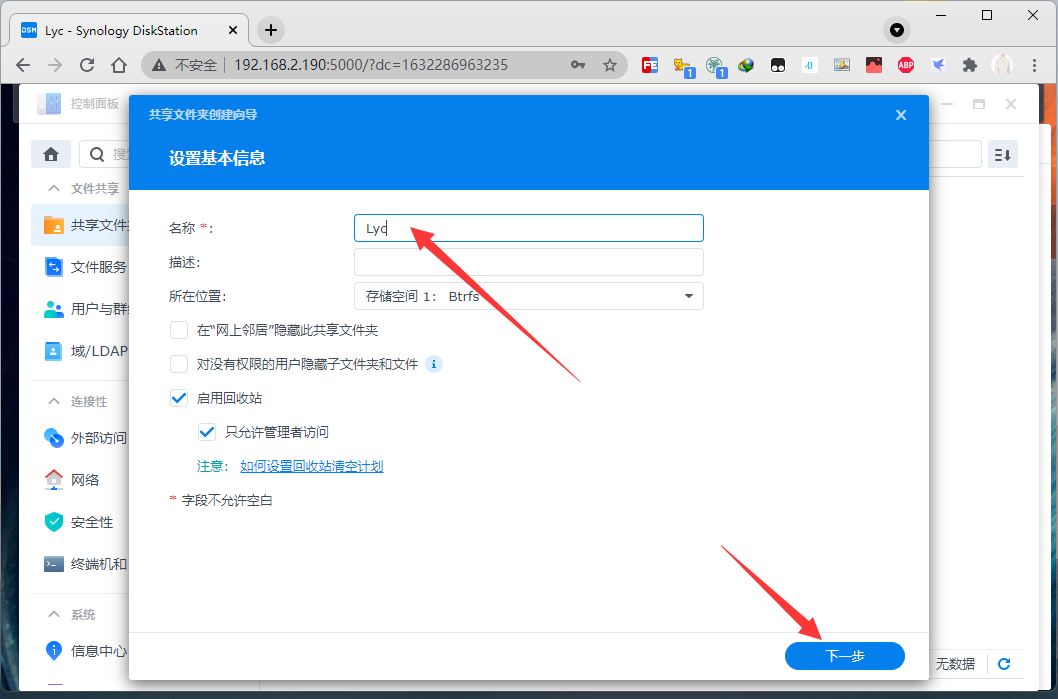 DSM Lyc - Synology DiskStation
不安全 192.168.2.190:5000/?dc=1632286963235
FE 1 1 ABP
控制面板
共享文件夹创建向导
设置基本信息
搜
文件共享
共享文件
文件服务
用户与群
域/LDAP
连接性
外部访问
网络
安全性
终端机和
系统
信息中心
名称 *: Lyc
描述:
所在位置: 存储空间 1: Btrfs
在“网上邻居”隐藏此共享文件夹
对没有权限的用户隐藏子文件夹和文件 i
启用回收站
只允许管理者访问
注意: 如何设置回收站清空计划
* 字段不允许空白
下一步
无数据